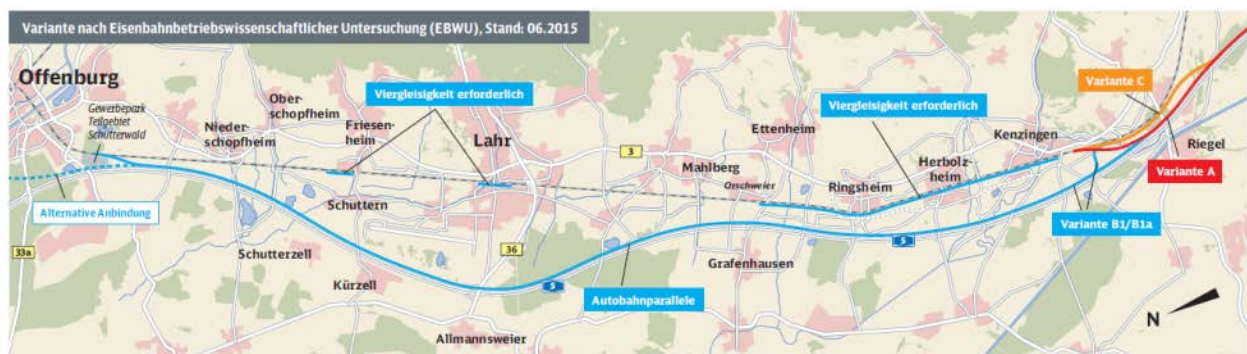 Variante nach Eisenbahnbetriebswissenschaftlicher Untersuchung (EBWU), Stand: 06.2015
Offenburg
Gewerbepark
Teilgebiet
Schutterwald
Nieder-
schopfheim
Ober-
schopfheim
Viergleisigkeit erforderlich
Friesen-
heim
Lahr
3
Mahlberg
Ettenheim
Orschweier
Viergleisigkeit erforderlich
Ringsheim
Herbolz-
heim
Kenzingen
Variante C
Riegel
Variante A
Alternative Anbindung
33a
Schuttern
Schutterzell
Kürzell
36
5
Allmannsweier
Autobahnparallele
Grafenhausen
5
Variante B1/B1a
N